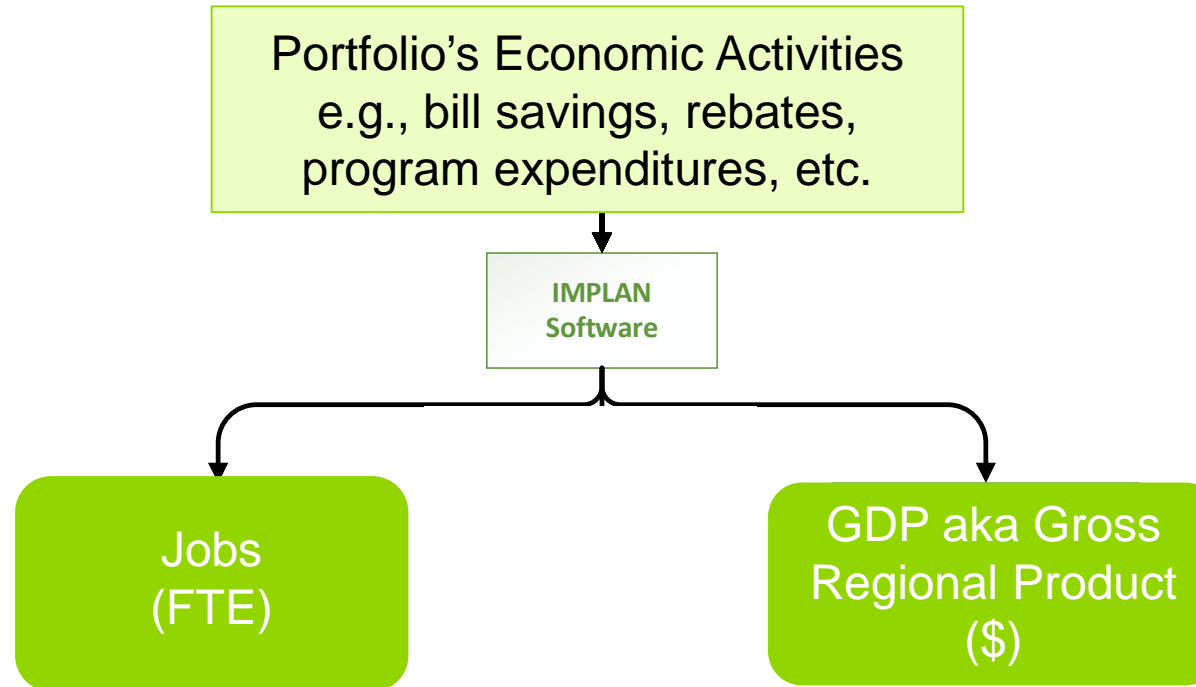 Portfolio’s Economic Activities
e.g., bill savings, rebates,
program expenditures, etc.
IMPLAN
Software
Jobs
(FTE)
GDP aka Gross
Regional Product
($)